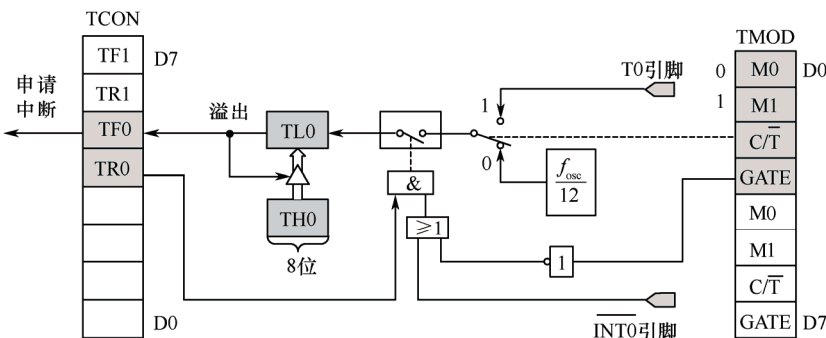 TCON
TF1
D7
TR1
TF0
TR0
D0
申请
中断
溢出
TL0
TH0
8位
&
≥1
1
0
T0引脚
f_osc
12
1
INT0引脚
TMOD
0
M0
D0
1
M1
C/T
GATE
M0
M1
C/T
GATE
D7